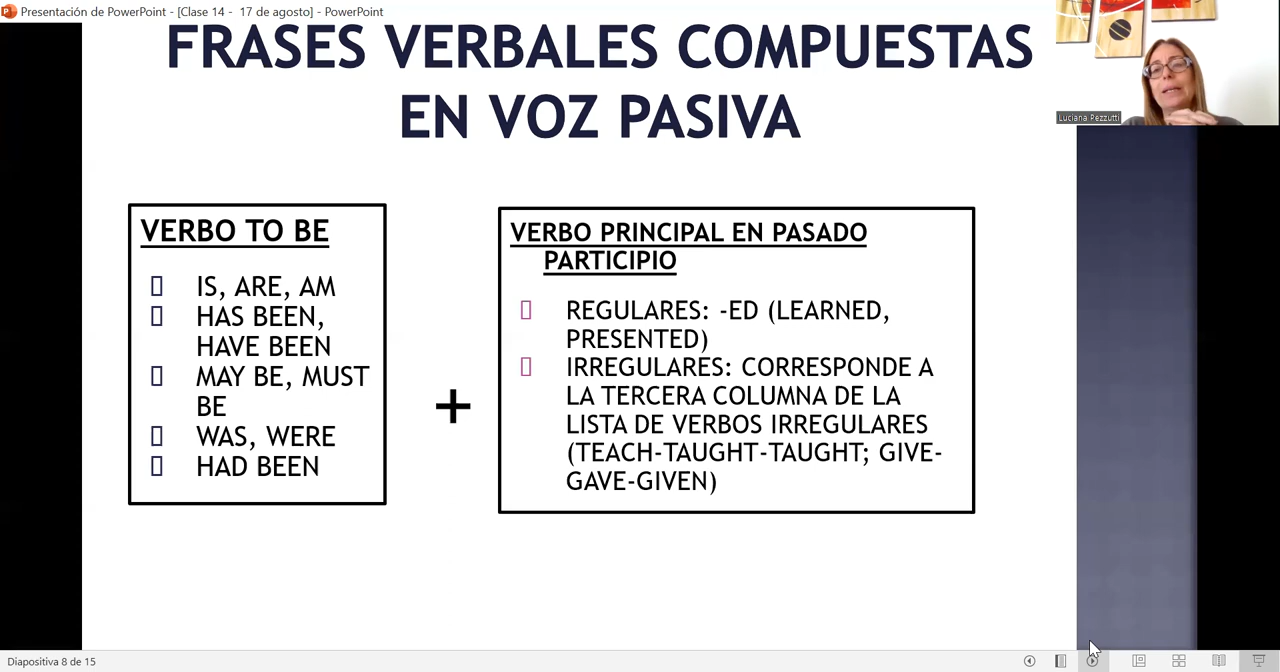 Presentación de PowerPoint - [Clase 14 - 17 de agosto] - PowerPoint
FRASES VERBALES COMPUESTAS
EN VOZ PASIVA
Luciana Pezzutti
VERBO TO BE
IS, ARE, AM
HAS BEEN,
HAVE BEEN
MAY BE, MUST
BE
WAS, WERE
HAD BEEN
+
VERBO PRINCIPAL EN PASADO
PARTICIPIO
REGULARES: -ED (LEARNED,
PRESENTED)
IRREGULARES: CORRESPONDE A
LA TERCERA COLUMNA DE LA
LISTA DE VERBOS IRREGULARES
(TEACH-TAUGHT-TAUGHT; GIVE-
GAVE-GIVEN)
Diapositiva 8 de 15